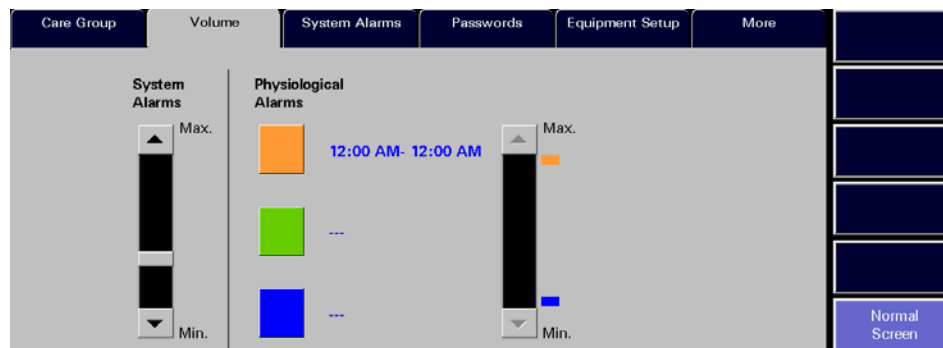 Care Group
Volume
System Alarms
Passwords
Equipment Setup
More
System
Alarms
Max.
Min.
Physiological
Alarms
12:00 AM- 12:00 AM
---
---
Max.
Min.
Normal
Screen